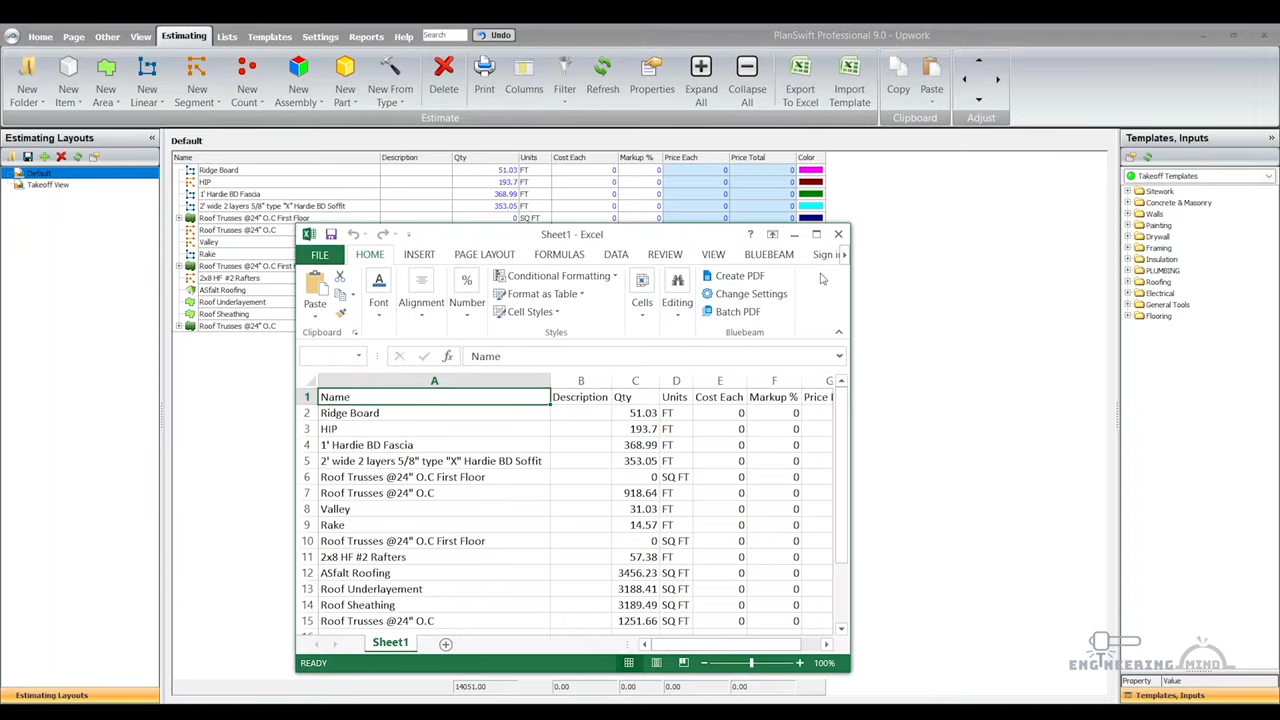 Home Page Other View Estimating Lists Templates Settings Reports Help Search Undo PlanSwift Professional 9.0 - Upwork
New Folder New Item New Area New Linear New Segment New Count New Assembly New Part New From Type Delete Print Columns Filter Refresh Properties Expand All Collapse All Export To Excel Import Template Copy Paste
Estimate Clipboard Adjust
Estimating Layouts « Default Templates, Inputs »
Name Description Qty Units Cost Each Markup % Price Each Price Total Color
Default
Takeoff View
Ridge Board 51.03 FT 0 0 0 0
HIP 193.7 FT 0 0 0 0
1' Hardie BD Fascia 368.99 FT 0 0 0 0
2' wide 2 layers 5/8" type "X" Hardie BD Soffit 353.05 FT 0 0 0 0
Roof Trusses @24" O.C First Floor 0 SQ FT 0 0 0 0
Roof Trusses @24" O.C
Valley
Rake
Roof Trusses @24" O.C First
2x8 HF #2 Rafters
ASfalt Roofing
Roof Underlayement
Roof Sheathing
Roof Trusses @24" O.C
Takeoff Templates
Sitework
Concrete & Masonry
Walls
Painting
Drywall
Framing
Insulation
PLUMBING
Roofing
Electrical
General Tools
Flooring
Sheet1 - Excel ?
FILE HOME INSERT PAGE LAYOUT FORMULAS DATA REVIEW VIEW BLUEBEAM Sign i
Paste Font Alignment Number Conditional Formatting Cells Editing Create PDF
Format as Table Change Settings
Cell Styles Batch PDF
Clipboard Styles Bluebeam
fx Name
A B C D E F G
1 Name Description Qty Units Cost Each Markup % Price
2 Ridge Board 51.03 FT 0 0
3 HIP 193.7 FT 0 0
4 1' Hardie BD Fascia 368.99 FT 0 0
5 2' wide 2 layers 5/8" type "X" Hardie BD Soffit 353.05 FT 0 0
6 Roof Trusses @24" O.C First Floor 0 SQ FT 0 0
7 Roof Trusses @24" O.C 918.64 FT 0 0
8 Valley 31.03 FT 0 0
9 Rake 14.57 FT 0 0
10 Roof Trusses @24" O.C First Floor 0 SQ FT 0 0
11 2x8 HF #2 Rafters 57.38 FT 0 0
12 ASfalt Roofing 3456.23 SQ FT 0 0
13 Roof Underlayement 3188.41 SQ FT 0 0
14 Roof Sheathing 3189.49 SQ FT 0 0
15 Roof Trusses @24" O.C 1251.66 SQ FT 0 0
Sheet1
READY 100%
ENGINEERING MIND
Property Value
14051.00 0.00 0.00 0.00 0.00
Estimating Layouts Templates, Inputs